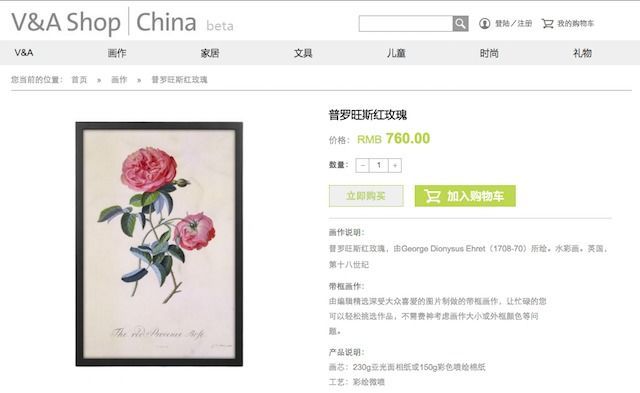 V&A Shop China beta
登陆／注册
我的购物车
V&A 画作 家居 文具 儿童 时尚 礼物
您当前的位置： 首页 » 画作 » 普罗旺斯红玫瑰
普罗旺斯红玫瑰
价格： RMB 760.00
数量： − 1 +
立即购买 加入购物车
画作说明：
普罗旺斯红玫瑰，由George Dionysus Ehret（1708-70）所绘。水彩画。英国，
第十八世纪
带框画作：
由编辑精选深受大众喜爱的图片制做的带框画作，让忙碌的您
可以轻松挑选作品，不需费神考虑画作大小或外框颜色等问
题。
产品说明：
画芯：230g亚光面相纸或150g彩色喷绘棉纸
工艺：彩绘微喷
The red Provence Rose.